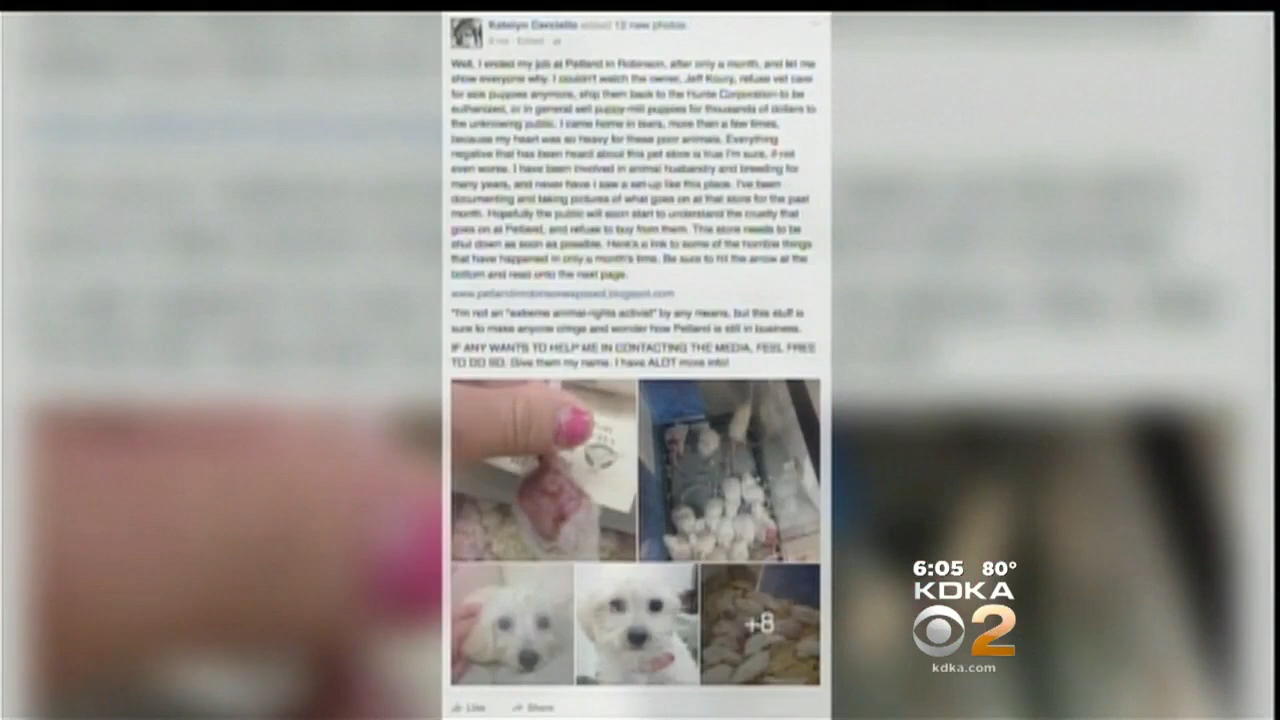 added 12 new photos.
Well, I ended my job at Petland in Robinson, after only a month, and let me
show everyone why. I couldn't watch the owner, Jeff Koury, refuse vet care
for sick puppies anymore, ship them back to the Hunte Corporation to be
euthanized, or in general sell puppy-mill puppies for thousands of dollars to
the unknowing public. I came home in tears, more than a few times,
because my heart was so heavy for these poor animals. Everything
negative that has been heard about this pet store is true I'm sure, if not
even worse. I have been involved in animal husbandry and breeding for
many years, and never have I saw a set-up like this place. I've been
documenting and taking pictures of what goes on at that store for the past
month. Hopefully the public will soon start to understand the cruelty that
goes on at Petland, and refuse to buy from them. This store needs to be
shut down as soon as possible. Here's a link to some of the horrible things
that have happened in only a month's time. Be sure to hit the arrow at the
bottom and read onto the next page.
www.petlandinrobinsonexposed.blogspot.com
*I'm not an "extreme animal-rights activist" by any means, but this stuff is
sure to make anyone cringe and wonder how Petland is still in business.
IF ANY WANTS TO HELP ME IN CONTACTING THE MEDIA, FEEL FREE
TO DO SO. Give them my name. I have ALOT more info!
+8
Like Share
6:05 80°
KDKA
2
kdka.com